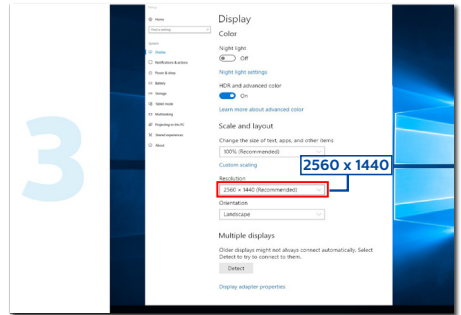 3
Home
Find a setting
System
Display
Notifications & actions
Power & sleep
Battery
Storage
Tablet mode
Multitasking
Projecting to this PC
Shared experiences
About
Display
Color
Night light
Off
Night light settings
HDR and advanced color
On
Learn more about advanced color
Scale and layout
Change the size of text, apps, and other items
100% (Recommended)
Custom scaling
2560 x 1440
Resolution
2560 × 1440 (Recommended)
Orientation
Landscape
Multiple displays
Older displays might not always connect automatically. Select
Detect to try to connect to them.
Detect
Display adapter properties